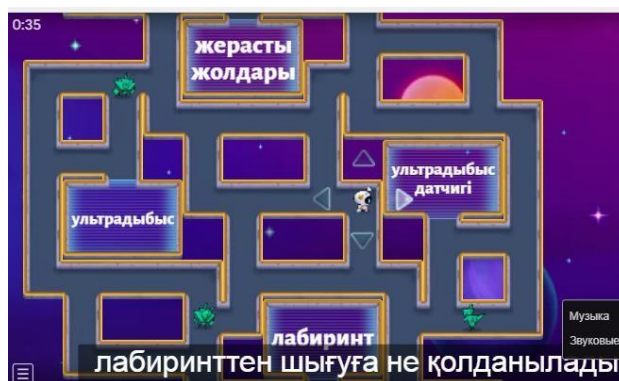 0:35
жерасты
жолдары
ультрадыбыс
датчигі
ультрадыбыс
лабиринт
лабиринттен шығуға не қолданылады
Музыка
Звуковые